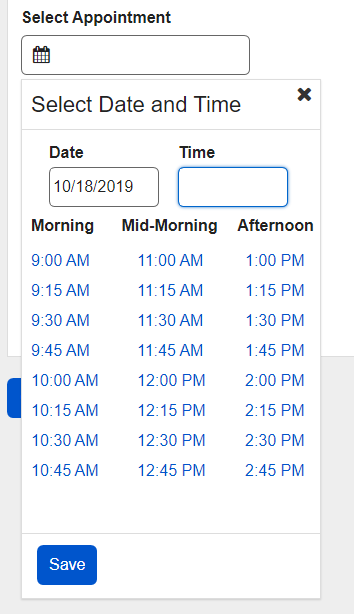 Select Appointment
Select Date and Time
Date Time
10/18/2019
Morning Mid-Morning Afternoon
9:00 AM 11:00 AM 1:00 PM
9:15 AM 11:15 AM 1:15 PM
9:30 AM 11:30 AM 1:30 PM
9:45 AM 11:45 AM 1:45 PM
10:00 AM 12:00 PM 2:00 PM
10:15 AM 12:15 PM 2:15 PM
10:30 AM 12:30 PM 2:30 PM
10:45 AM 12:45 PM 2:45 PM
Save